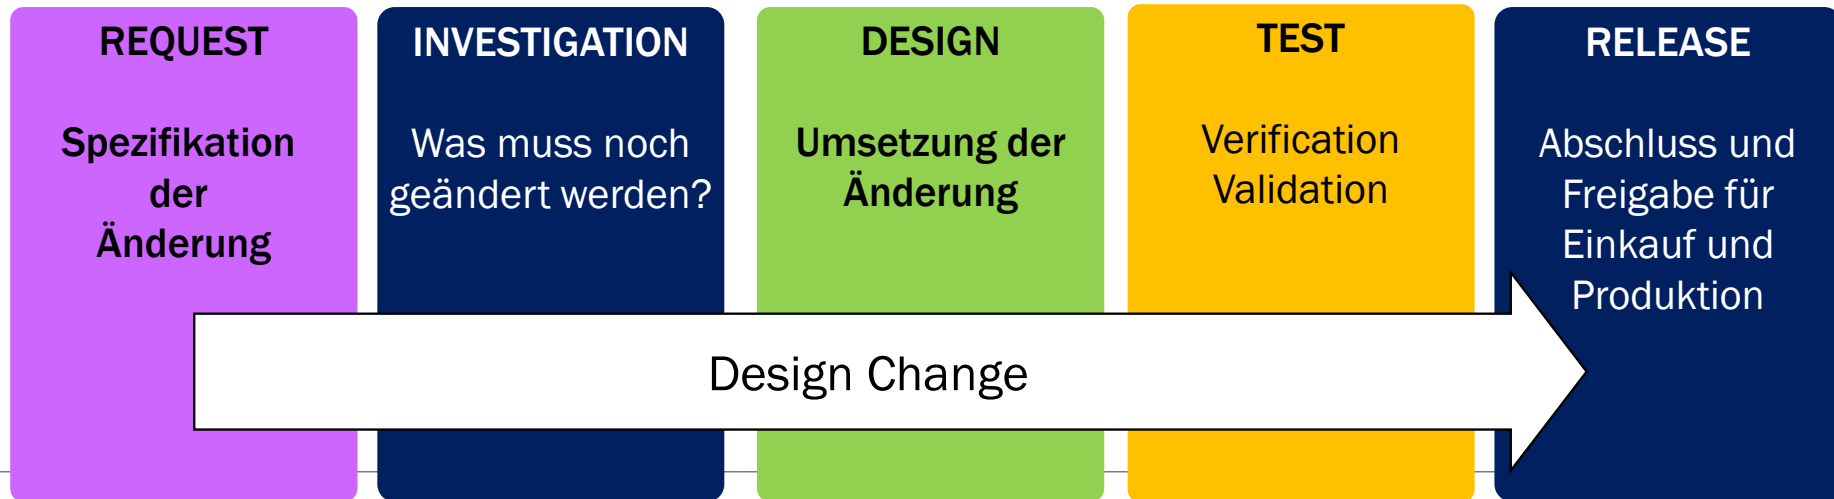 REQUEST
Spezifikation
der
Änderung
INVESTIGATION
Was muss noch
geändert werden?
DESIGN
Umsetzung der
Änderung
TEST
Verification
Validation
RELEASE
Abschluss und
Freigabe für
Einkauf und
Produktion
Design Change